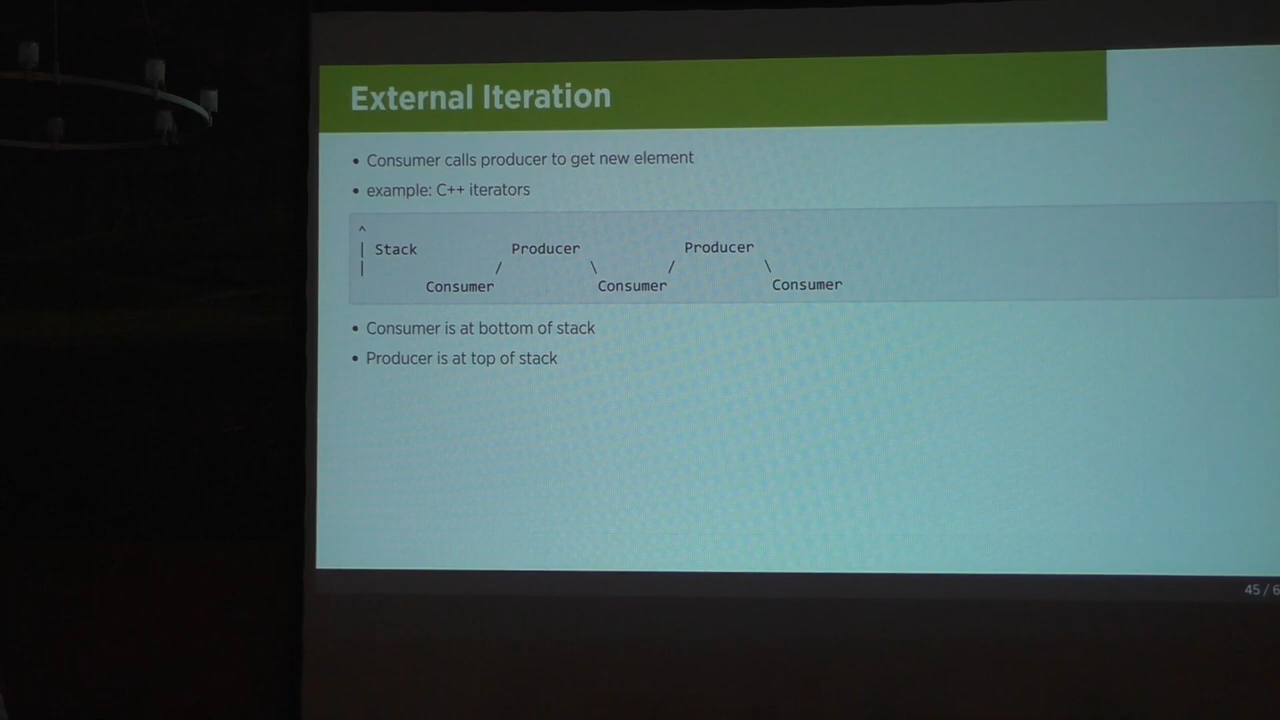 External Iteration
• Consumer calls producer to get new element
• example: C++ iterators
^
| Stack Producer Producer
| / \ / \
Consumer Consumer Consumer
• Consumer is at bottom of stack
• Producer is at top of stack
45 / 6